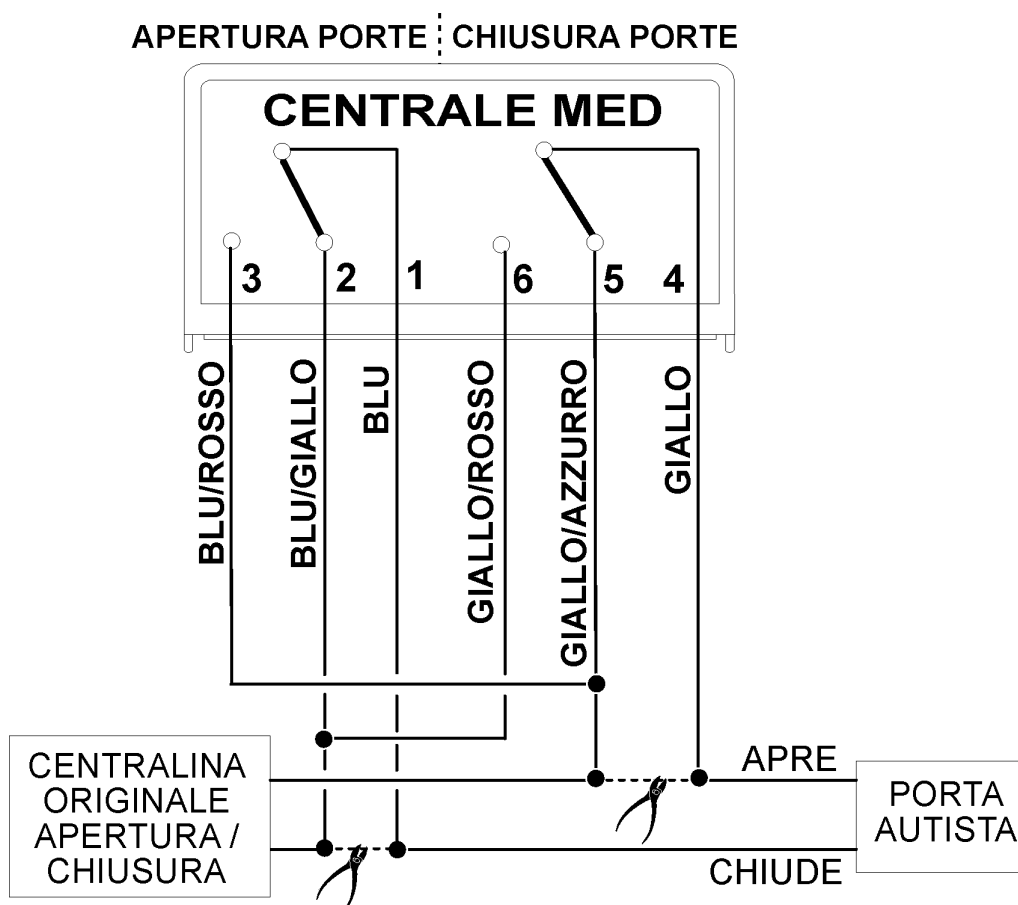 APERTURA PORTE
CHIUSURA PORTE
CENTRALE MED
3
2
1
6
5
4
BLU/ROSSO
BLU/GIALLO
BLU
GIALLO/ROSSO
GIALLO/AZZURRO
GIALLO
CENTRALINA
ORIGINALE
APERTURA /
CHIUSURA
APRE
CHIUDE
PORTA
AUTISTA